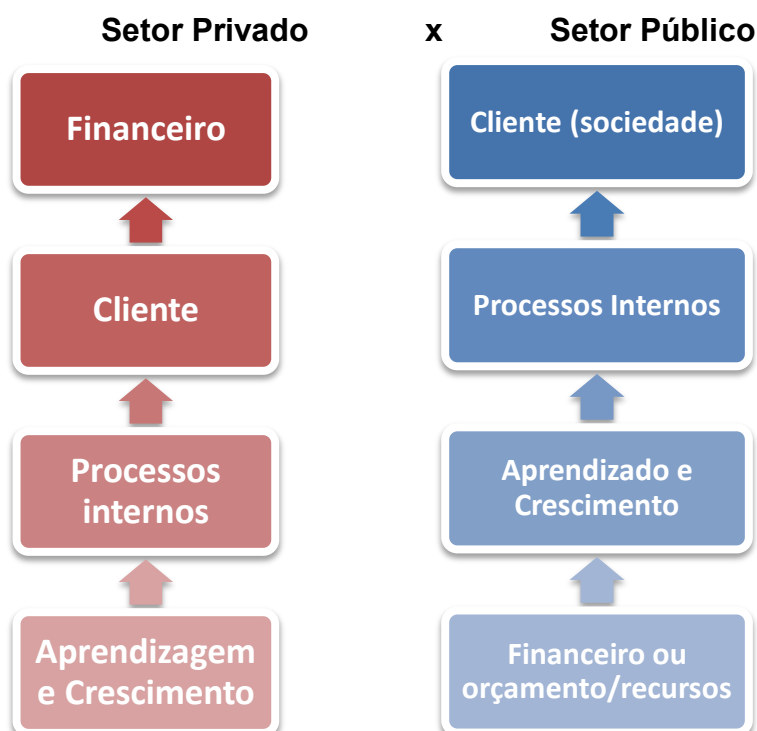 Setor Privado x Setor Público
Financeiro
Cliente
Processos
internos
Aprendizagem
e Crescimento
Cliente (sociedade)
Processos Internos
Aprendizado e
Crescimento
Financeiro ou
orçamento/recursos